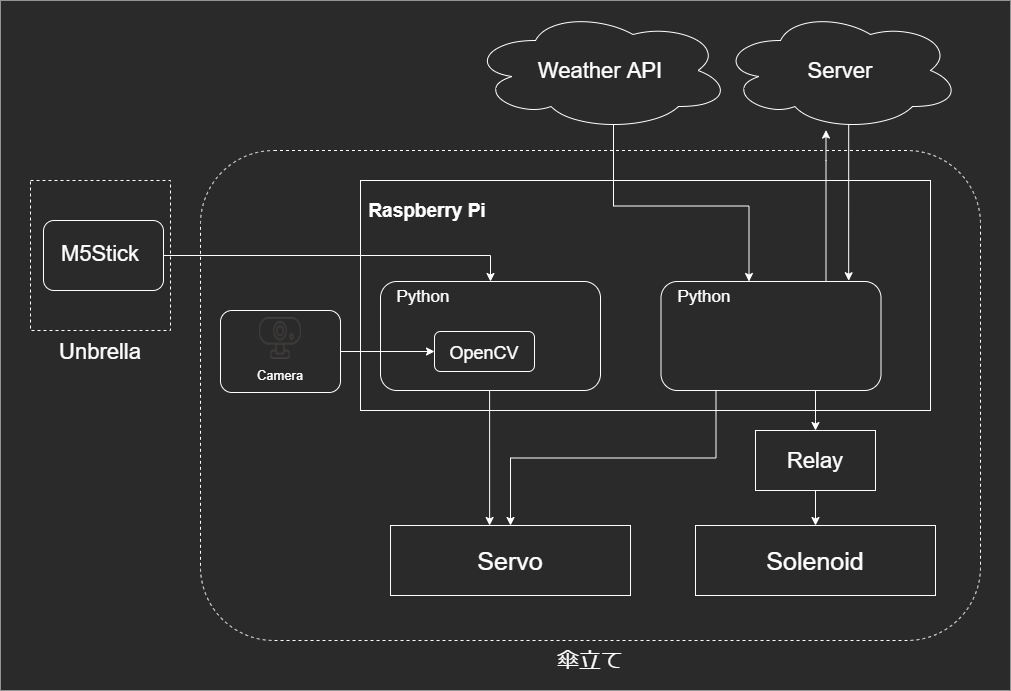 Weather API
Server
Raspberry Pi
M5Stick
Python
Python
OpenCV
Unbrella
Camera
Relay
Servo
Solenoid
傘立て